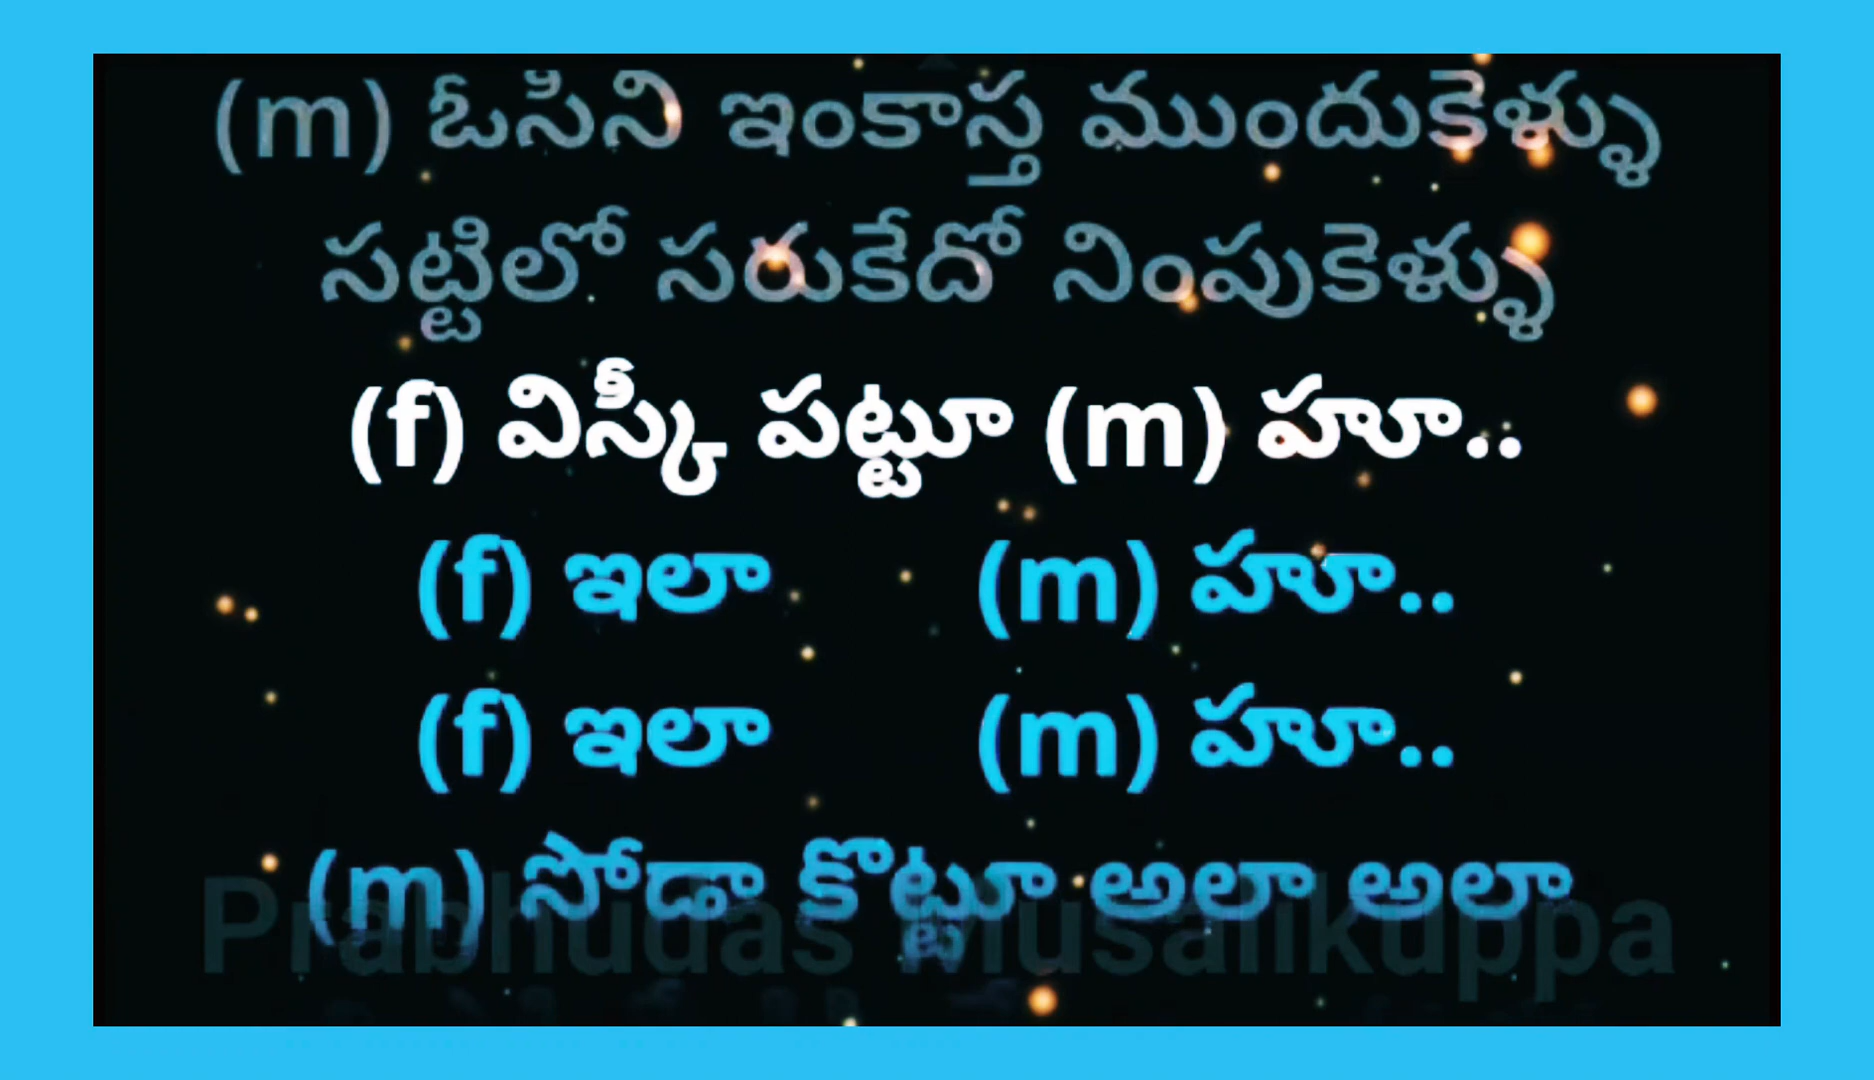 (m) ఓసిని ఇంకాస్త ముందుకెళ్ళు
సట్టిలో సరుకేదో నింపుకెళ్ళు
(f) విస్కీ పట్టూ (m) హూ..
(f) ఇలా (m) హూ..
(f) ఇలా (m) హూ..
(m) సోడా కొట్టూ అలా అలా
Prabhudas Musalikuppa